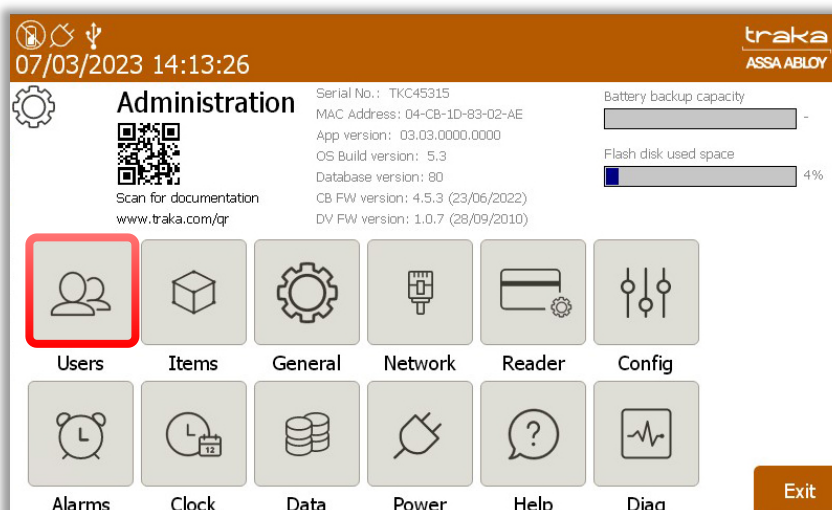 07/03/2023 14:13:26
traka
ASSA ABLOY
Administration
Scan for documentation
www.traka.com/qr
Serial No.: TKC45315
MAC Address: 04-CB-1D-83-02-AE
App version: 03.03.0000.0000
OS Build version: 5.3
Database version: 80
CB FW version: 4.5.3 (23/06/2022)
DV FW version: 1.0.7 (28/09/2010)
Battery backup capacity
-
Flash disk used space
4%
Users Items General Network Reader Config
12
?
Alarms Clock Data Power Help Diag
Exit